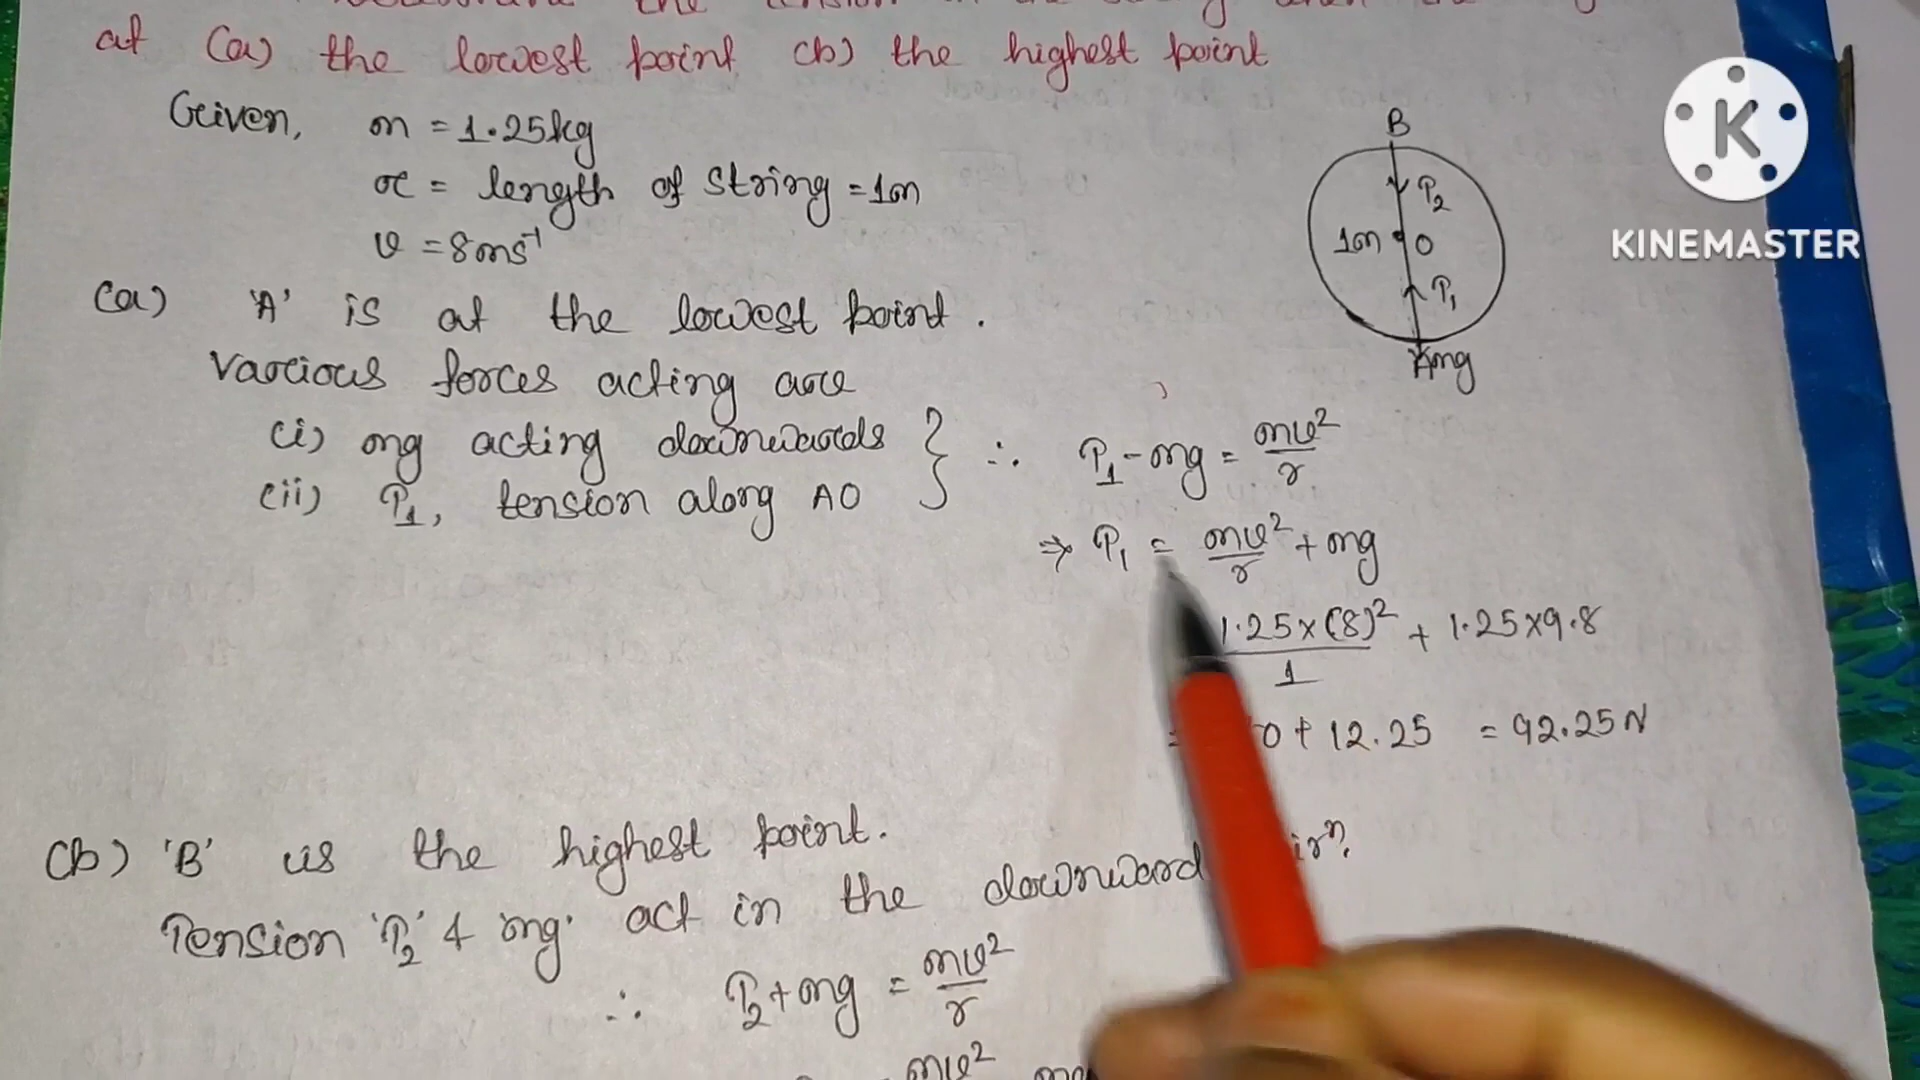 at (a) the lowest point (b) the highest point
Given, m = 1.25kg
r = length of string = 1m
v = 8ms⁻¹
(a) 'A' is at the lowest point.
Various forces acting are
(i) mg acting downwards
(ii) P₁, tension along AO
∴ P₁ - mg = mv²/r
⇒ P₁ = mv²/r + mg
1.25×(8)²/1 + 1.25×9.8
= 0 + 12.25 = 92.25N
(b) 'B' is the highest point.
Tension 'P₂' & 'mg' act in the downward
∴ P₂ + mg = mv²/r
mv²
B
P₂
1m O
P₁
A mg
K
KINEMASTER